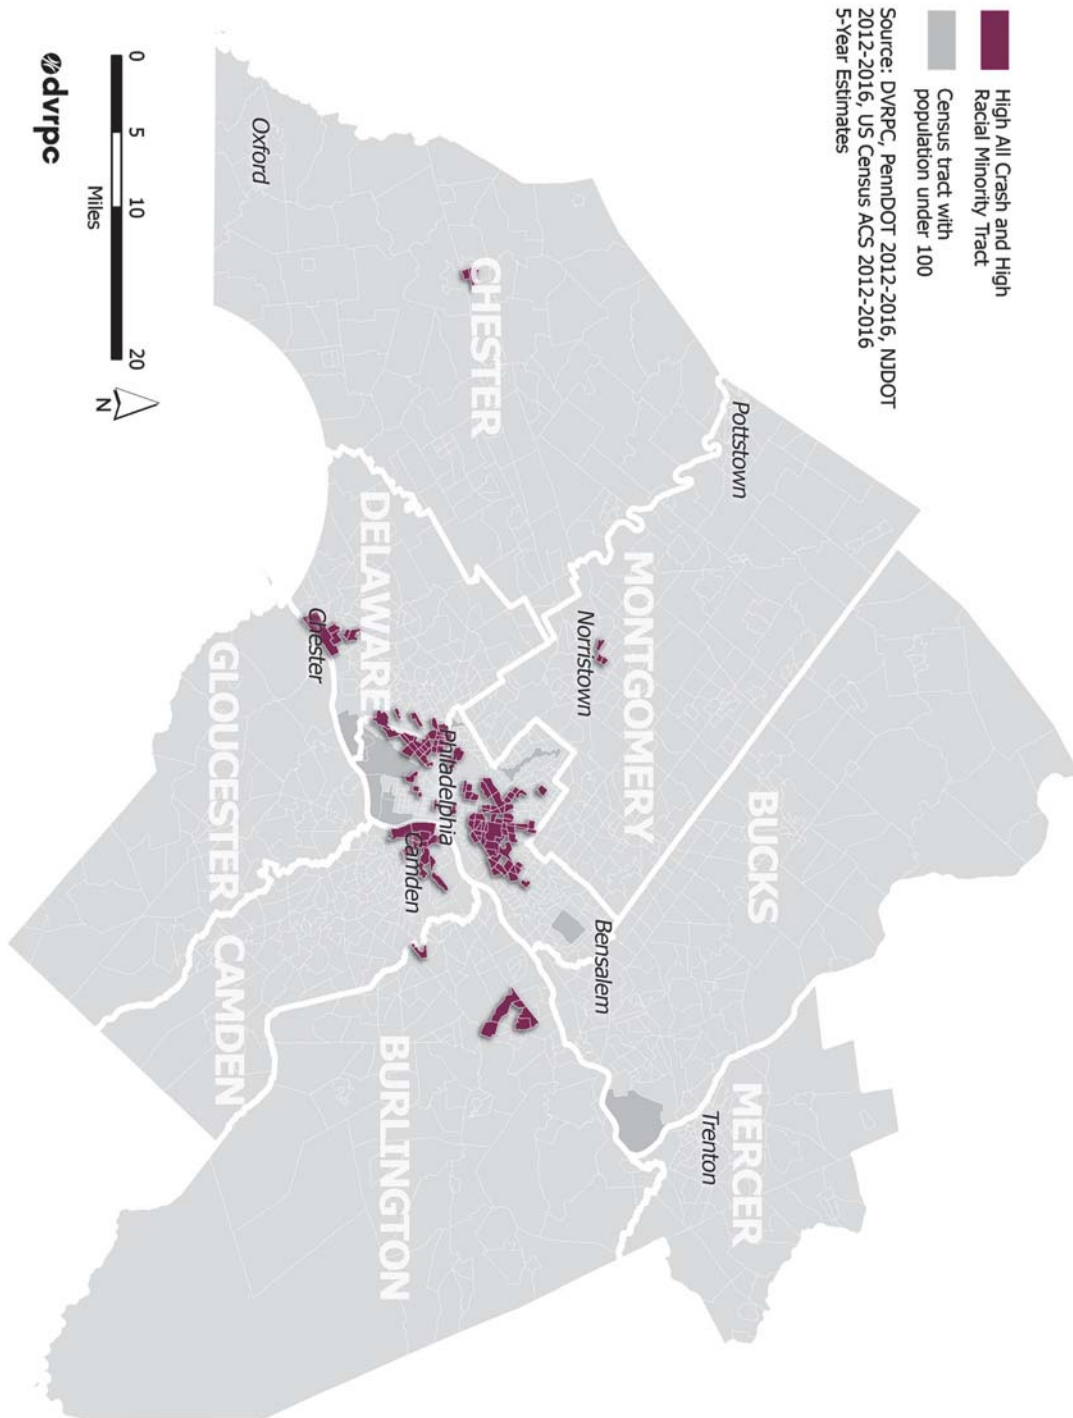 High All Crash and High
Racial Minority Tract
Census tract with
population under 100
Source: DVRPC, PennDOT 2012-2016, NJDOT
2012-2016, US Census ACS 2012-2016
5-Year Estimates
BUCKS
MERCER
Pottstown
Trenton
MONTGOMERY
Bensalem
Norristown
CHESTER
Philadelphia
Camden
DELAWARE
BURLINGTON
Chester
Oxford
GLOUCESTER
CAMDEN
0 5 10 20
Miles
N
dvrpc